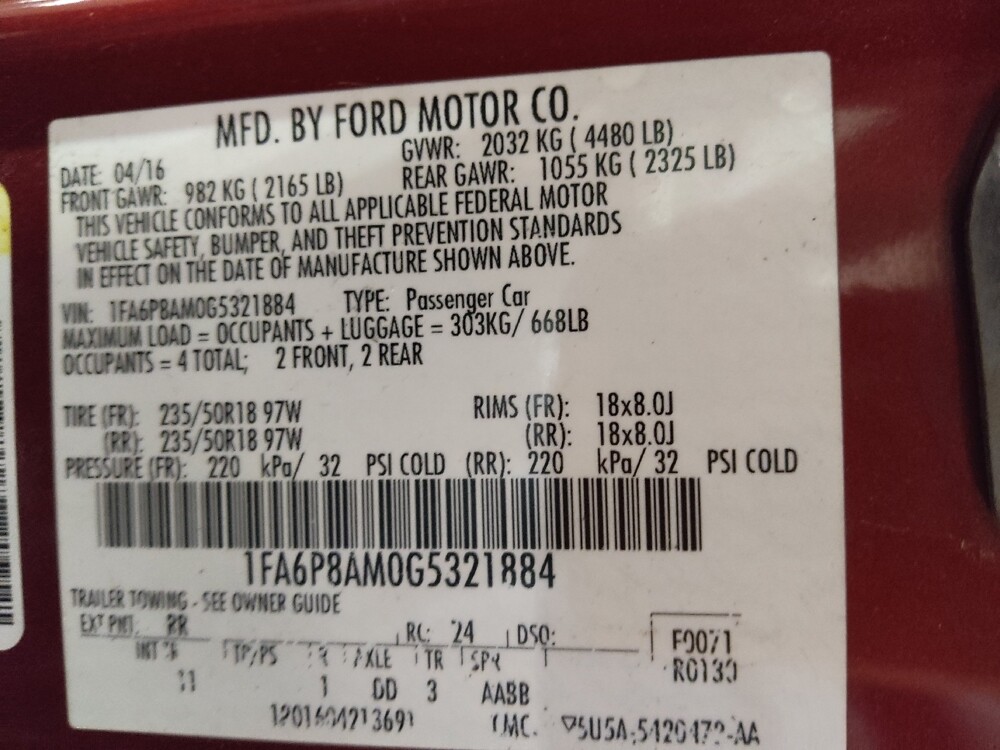 MFD. BY FORD MOTOR CO.
DATE: 04/16 GVWR: 2032 KG ( 4480 LB)
FRONT GAWR: 982 KG ( 2165 LB) REAR GAWR: 1055 KG ( 2325 LB)
THIS VEHICLE CONFORMS TO ALL APPLICABLE FEDERAL MOTOR
VEHICLE SAFETY, BUMPER, AND THEFT PREVENTION STANDARDS
IN EFFECT ON THE DATE OF MANUFACTURE SHOWN ABOVE.
VIN: 1FA6P8AM0G5321884 TYPE: Passenger Car
MAXIMUM LOAD = OCCUPANTS + LUGGAGE = 303KG/ 668LB
OCCUPANTS = 4 TOTAL; 2 FRONT, 2 REAR
TIRE (FR): 235/50R18 97W RIMS (FR): 18x8.0J
(RR): 235/50R18 97W (RR): 18x8.0J
PRESSURE (FR): 220 kPa/ 32 PSI COLD (RR): 220 kPa/ 32 PSI COLD
1FA6P8AM0G5321884
TRAILER TOWING - SEE OWNER GUIDE
EXT PNT: RR RC: 24 DSO: F0071
INT TP/PS R AXLE TR SPR R0130
1 DD 3 AABB